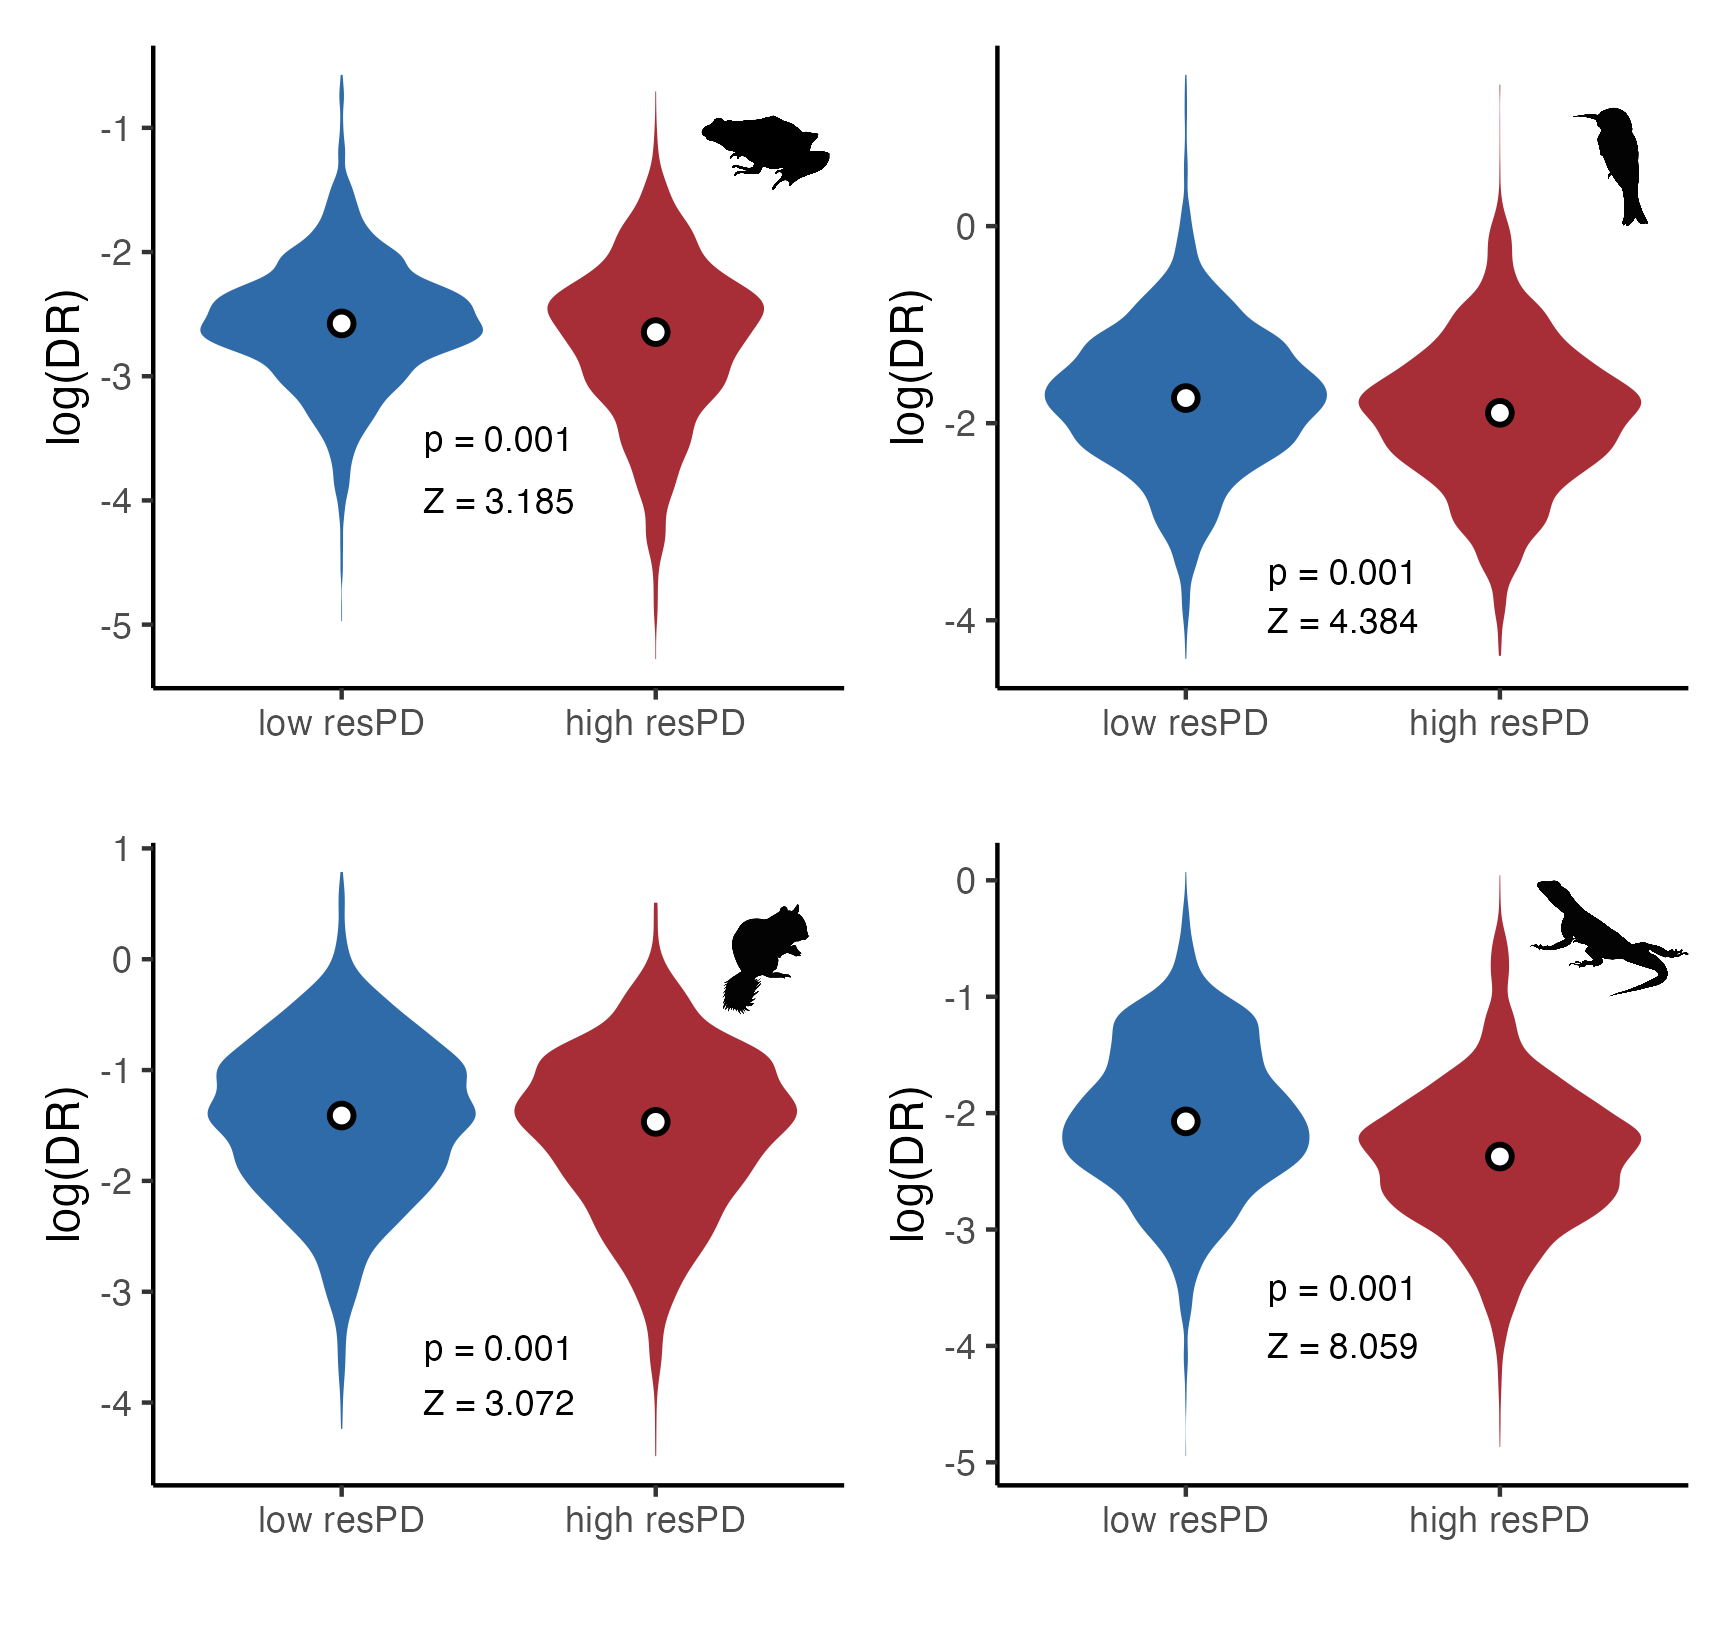 log(DR)
-1
-2
-3
-4
-5
p = 0.001
Z = 3.185
low resPD
high resPD
log(DR)
0
-2
-4
p = 0.001
Z = 4.384
low resPD
high resPD
log(DR)
1
0
-1
-2
-3
-4
p = 0.001
Z = 3.072
low resPD
high resPD
log(DR)
0
-1
-2
-3
-4
-5
p = 0.001
Z = 8.059
low resPD
high resPD